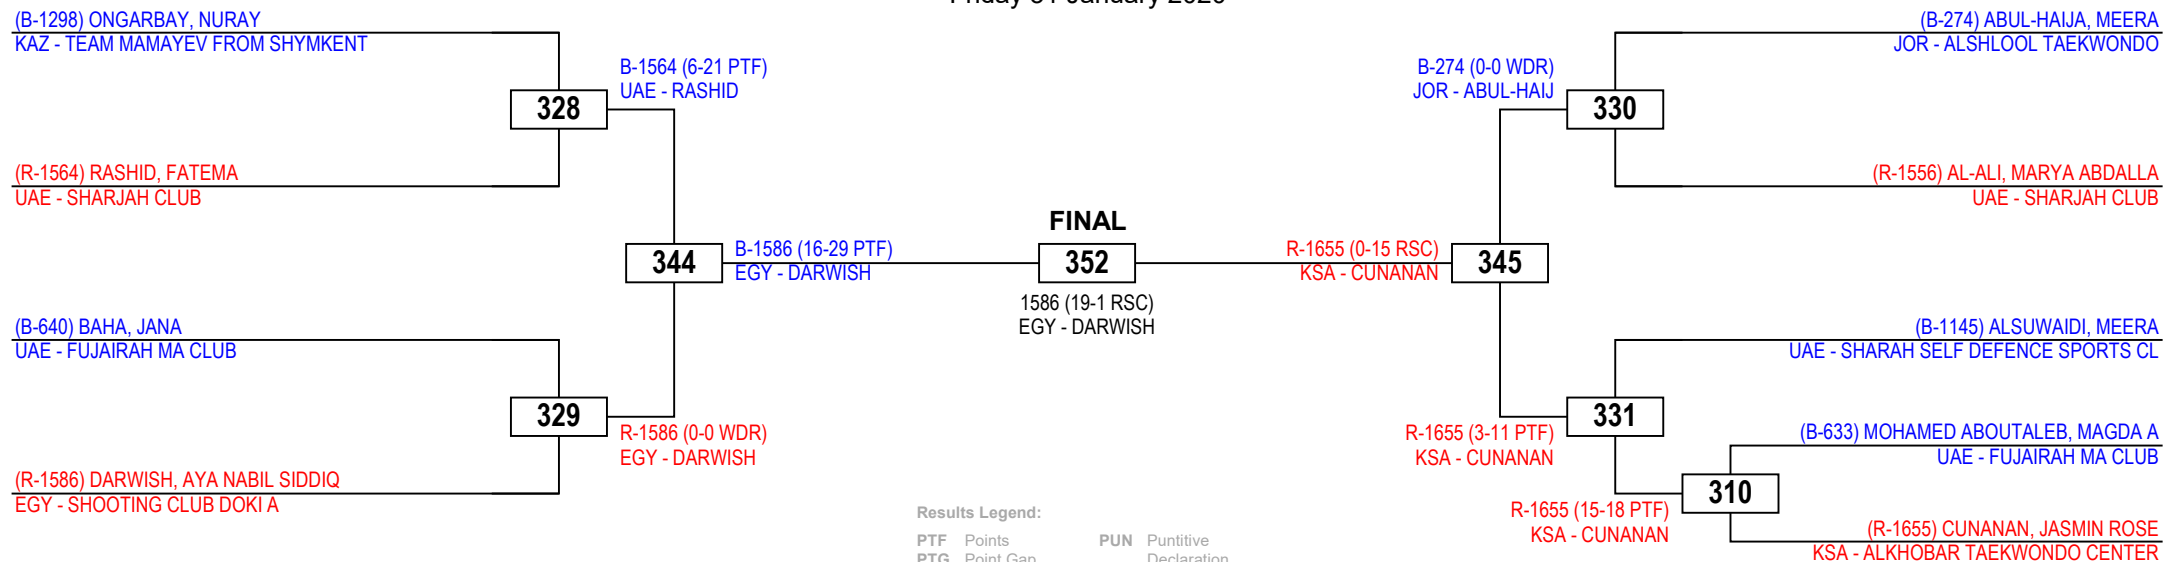 (B-1298) ONGARBAY, NURAY
KAZ - TEAM MAMAYEV FROM SHYMKENT
B-1564 (6-21 PTF)
UAE - RASHID
328
(R-1564) RASHID, FATEMA
UAE - SHARJAH CLUB
344
B-1586 (16-29 PTF)
EGY - DARWISH
(B-640) BAHA, JANA
UAE - FUJAIRAH MA CLUB
329
R-1586 (0-0 WDR)
EGY - DARWISH
(R-1586) DARWISH, AYA NABIL SIDDIQ
EGY - SHOOTING CLUB DOKI A
FINAL
352
1586 (19-1 RSC)
EGY - DARWISH
(B-274) ABUL-HAIJA, MEERA
JOR - ALSHLOOL TAEKWONDO
B-274 (0-0 WDR)
JOR - ABUL-HAIJ
330
(R-1556) AL-ALI, MARYA ABDALLA
UAE - SHARJAH CLUB
R-1655 (0-15 RSC)
KSA - CUNANAN
345
(B-1145) ALSUWAIDI, MEERA
UAE - SHARAH SELF DEFENCE SPORTS CL
331
R-1655 (3-11 PTF)
KSA - CUNANAN
(B-633) MOHAMED ABOUTALEB, MAGDA A
UAE - FUJAIRAH MA CLUB
310
R-1655 (15-18 PTF)
KSA - CUNANAN
(R-1655) CUNANAN, JASMIN ROSE
KSA - ALKHOBAR TAEKWONDO CENTER
Results Legend:
PTF Points PUN Puntitive
PTG Point Gap Declaration